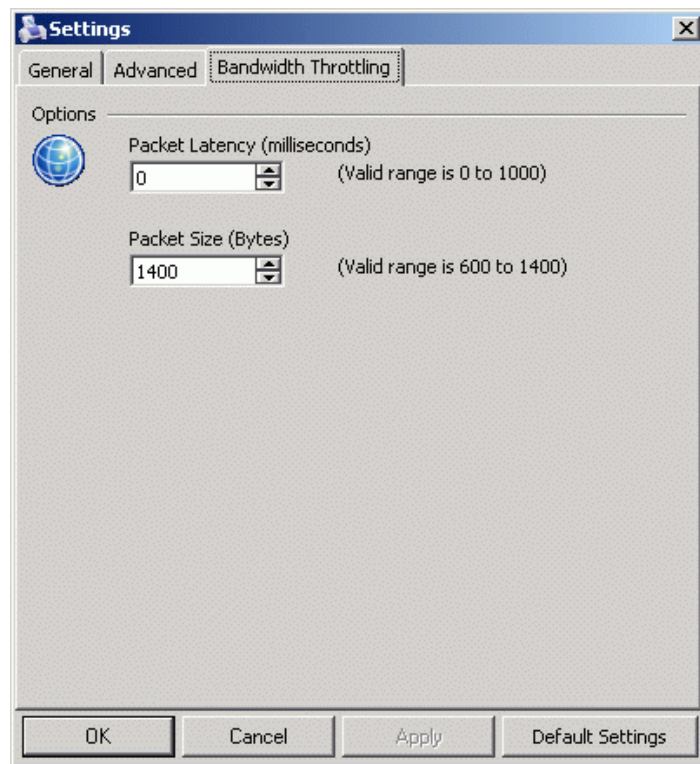 Settings
General Advanced Bandwidth Throttling
Options
Packet Latency (milliseconds)
0 (Valid range is 0 to 1000)
Packet Size (Bytes)
1400 (Valid range is 600 to 1400)
OK Cancel Apply Default Settings